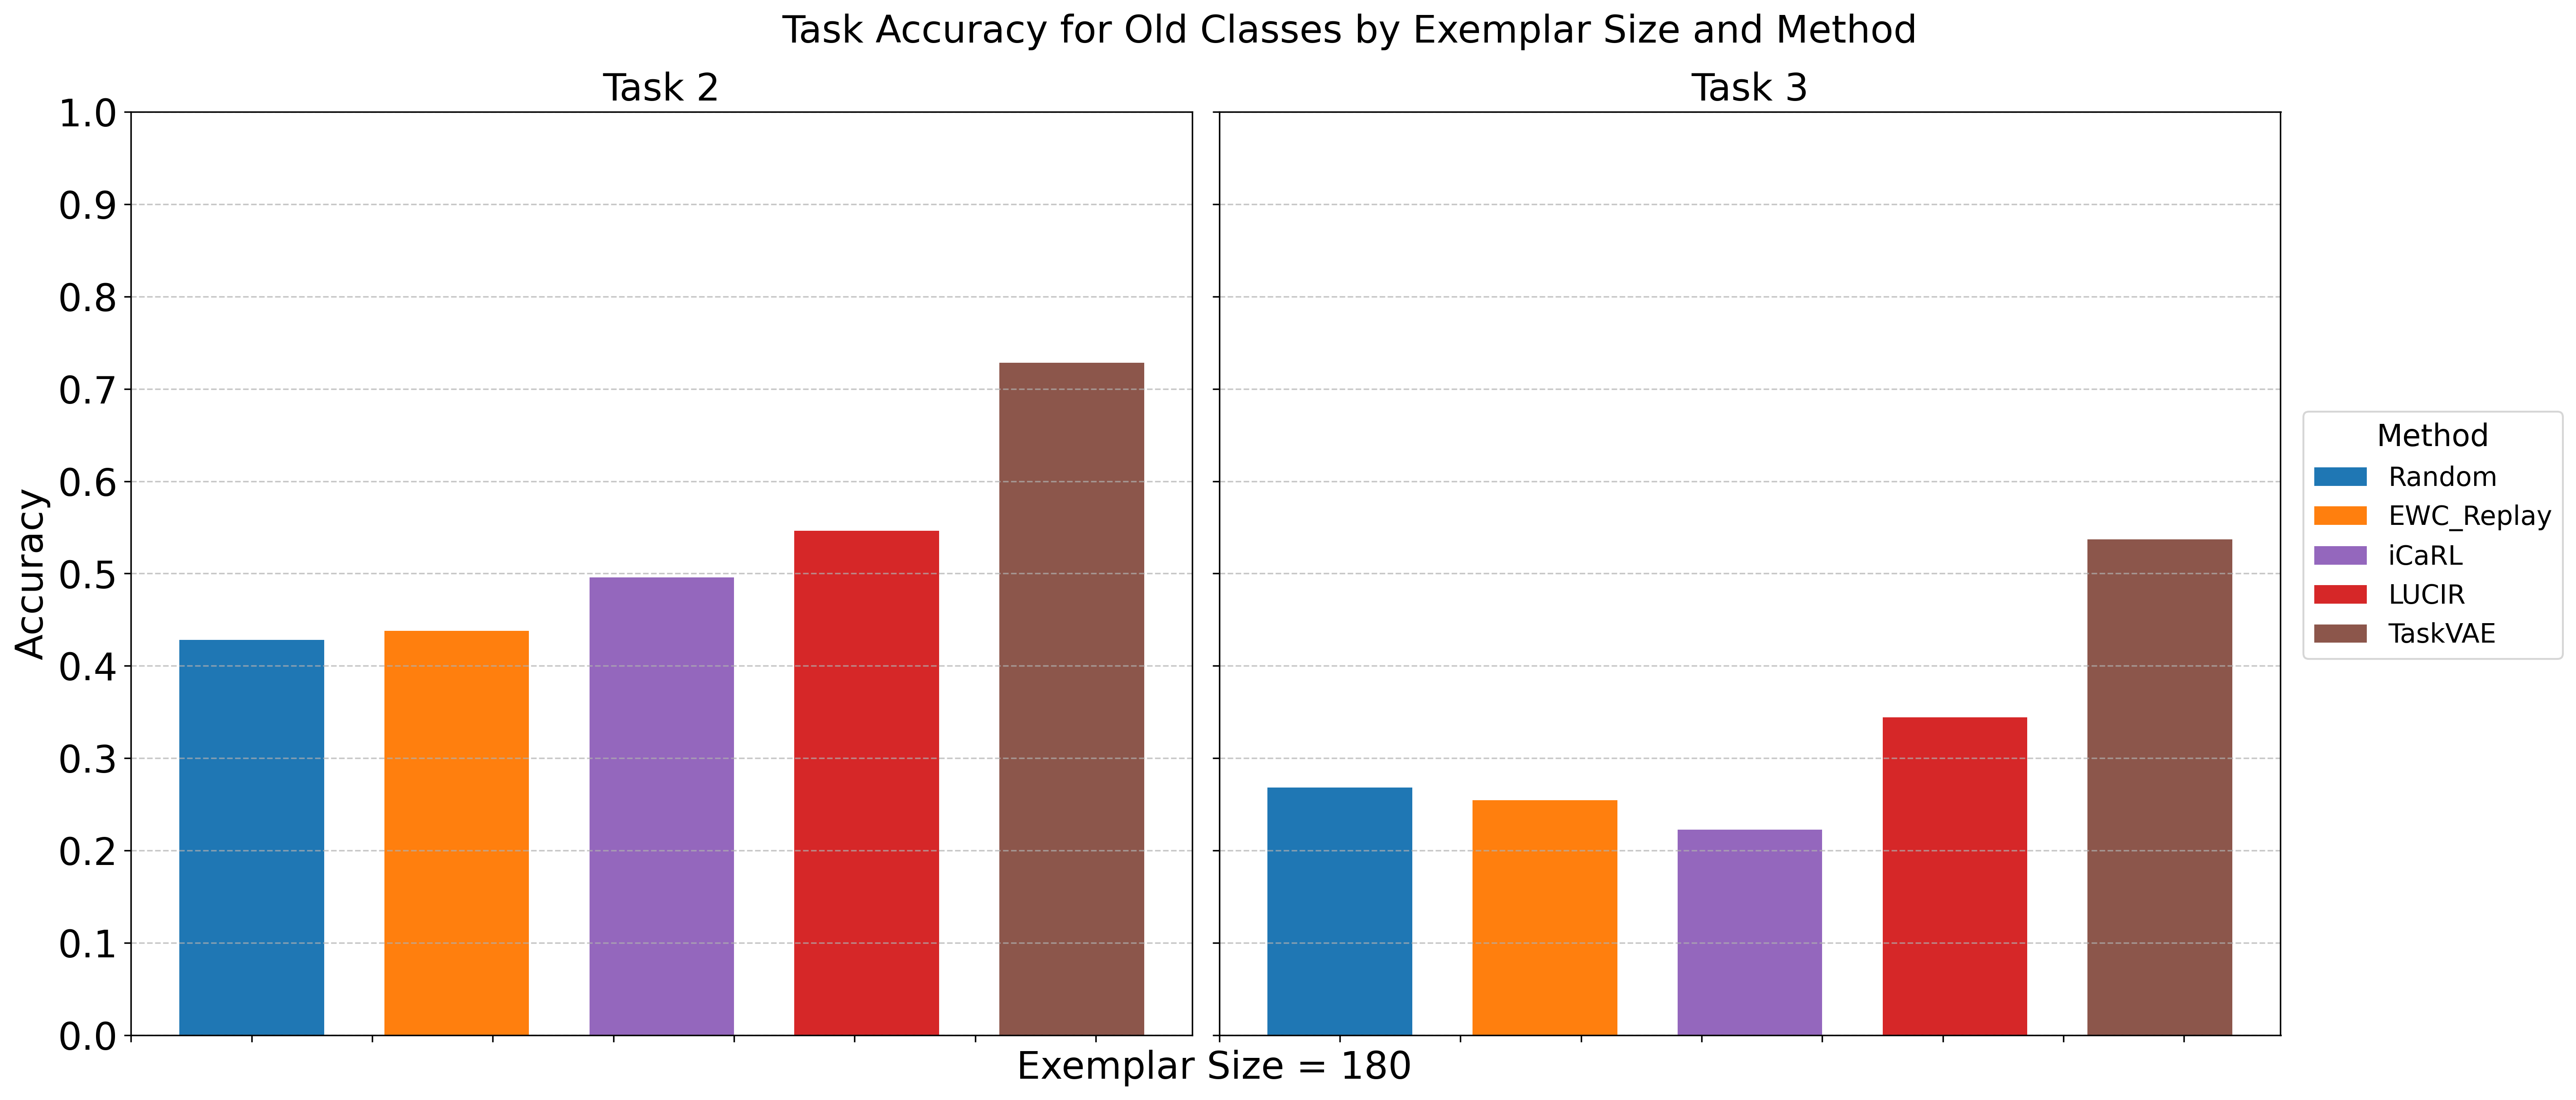 Task Accuracy for Old Classes by Exemplar Size and Method
Task 2
Task 3
1.0
0.9
0.8
0.7
0.6
0.5
0.4
0.3
0.2
0.1
0.0
Accuracy
Exemplar Size = 180
Method
Random
EWC_Replay
iCaRL
LUCIR
TaskVAE